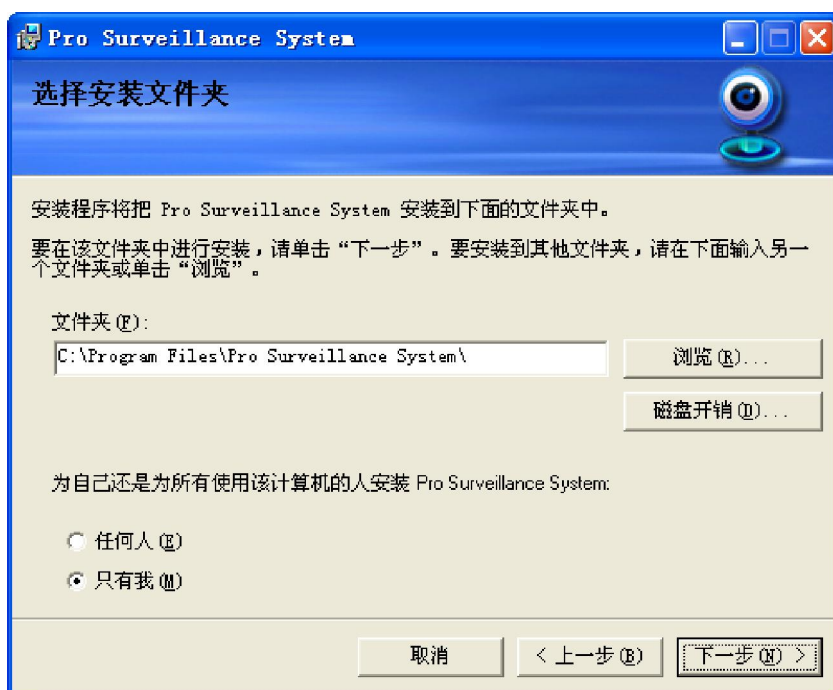 Pro Surveillance System
选择安装文件夹
安装程序将把 Pro Surveillance System 安装到下面的文件夹中。
要在该文件夹中进行安装，请单击“下一步”。要安装到其他文件夹，请在下面输入另一
个文件夹或单击“浏览”。
文件夹(F):
C:\Program Files\Pro Surveillance System\
浏览(R)...
磁盘开销(D)...
为自己还是为所有使用该计算机的人安装 Pro Surveillance System:
任何人(E)
只有我(M)
取消
< 上一步(B)
下一步(N) >